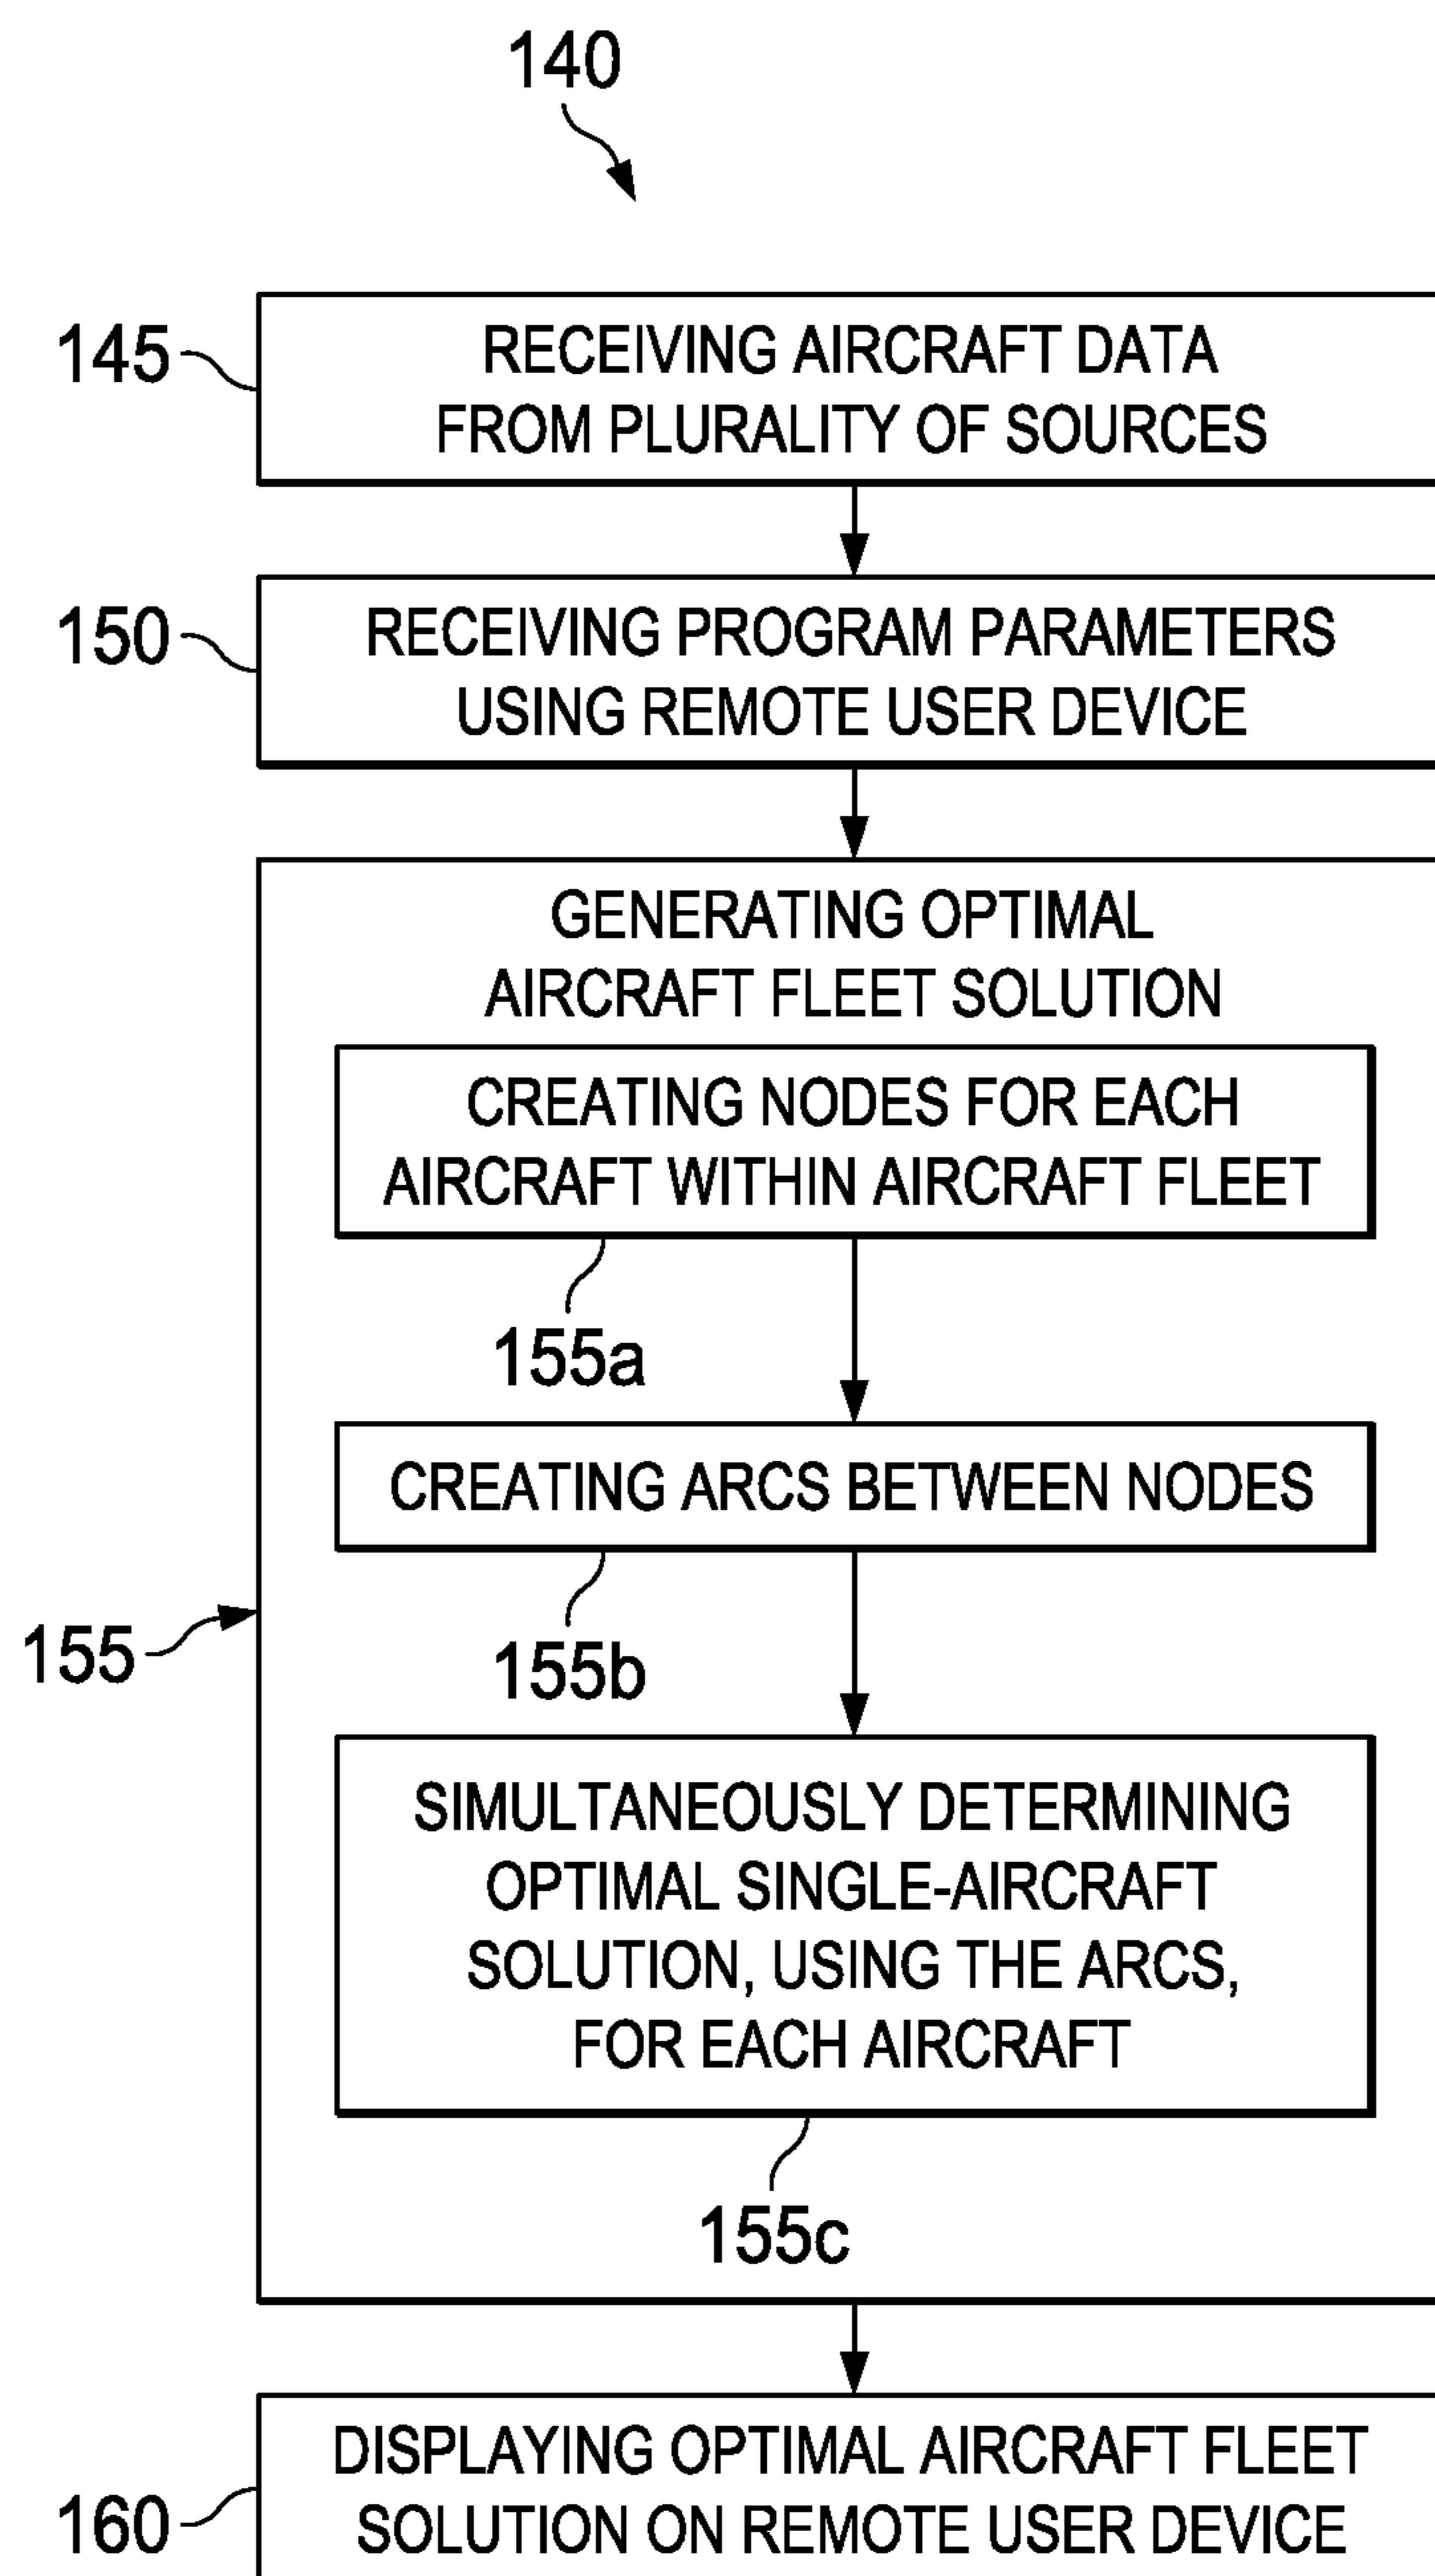 140
145
RECEIVING AIRCRAFT DATA
FROM PLURALITY OF SOURCES
150
RECEIVING PROGRAM PARAMETERS
USING REMOTE USER DEVICE
GENERATING OPTIMAL
AIRCRAFT FLEET SOLUTION
CREATING NODES FOR EACH
AIRCRAFT WITHIN AIRCRAFT FLEET
155a
CREATING ARCS BETWEEN NODES
155
155b
SIMULTANEOUSLY DETERMINING
OPTIMAL SINGLE-AIRCRAFT
SOLUTION, USING THE ARCS,
FOR EACH AIRCRAFT
155c
160
DISPLAYING OPTIMAL AIRCRAFT FLEET
SOLUTION ON REMOTE USER DEVICE